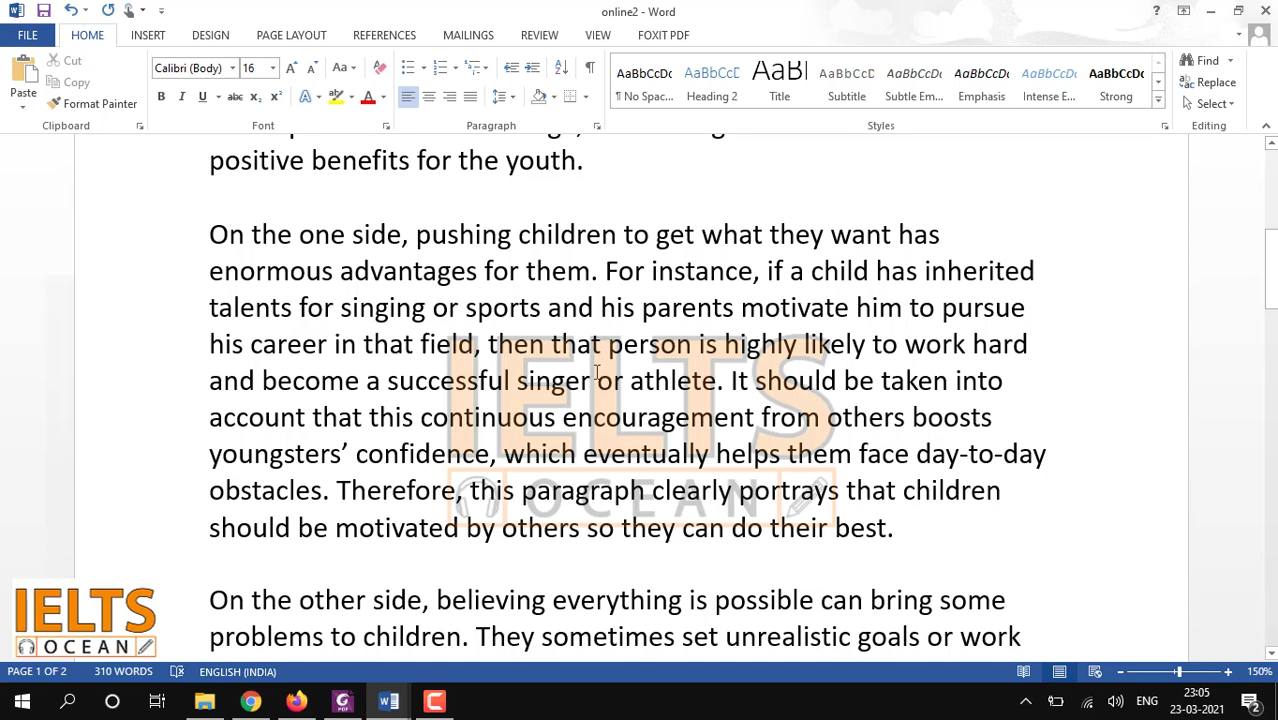 online2 - Word
FILE HOME INSERT DESIGN PAGE LAYOUT REFERENCES MAILINGS REVIEW VIEW FOXIT PDF
Paste
Cut
Copy
Format Painter
Clipboard
Calibri (Body) 16
Font
Paragraph
AaBbCcDc AaBbCcDc AaBl AaBbCcDc AaBbCcDc AaBbCcDc AaBbCcDc AaBbCcDc
¶ No Spac... Heading 2 Title Subtitle Subtle Em... Emphasis Intense E... Strong
Styles
Find
Replace
Select
Editing
positive benefits for the youth.
On the one side, pushing children to get what they want has
enormous advantages for them. For instance, if a child has inherited
talents for singing or sports and his parents motivate him to pursue
his career in that field, then that person is highly likely to work hard
and become a successful singer or athlete. It should be taken into
account that this continuous encouragement from others boosts
youngsters’ confidence, which eventually helps them face day-to-day
obstacles. Therefore, this paragraph clearly portrays that children
should be motivated by others so they can do their best.
On the other side, believing everything is possible can bring some
problems to children. They sometimes set unrealistic goals or work
IELTS
OCEAN
IELTS
OCEAN
PAGE 1 OF 2 310 WORDS ENGLISH (INDIA) 150%
ENG
23:05
23-03-2021
2